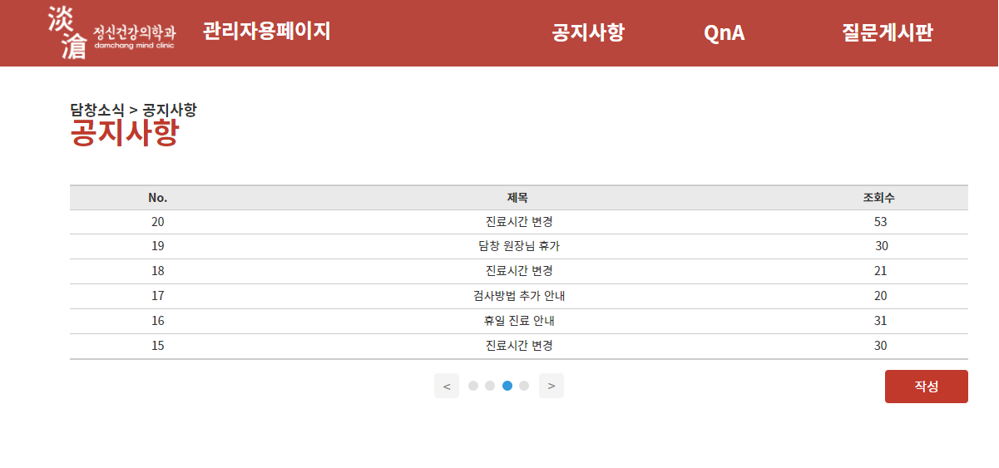 淡滄 정신건강의학과
damchang mind clinic
관리자용페이지 공지사항 QnA 질문게시판
담창소식 > 공지사항
공지사항
No. 제목 조회수
20 진료시간 변경 53
19 담창 원장님 휴가 30
18 진료시간 변경 21
17 검사방법 추가 안내 20
16 휴일 진료 안내 31
15 진료시간 변경 30
< >
작성